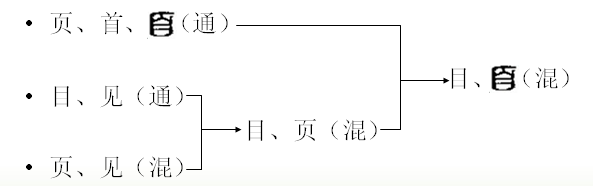 • 页、首、（通）
目、（混）
• 目、见（通）
目、页（混）
• 页、见（混）